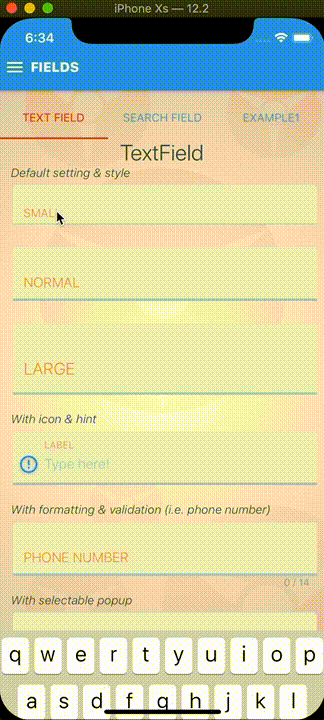 iPhone Xs — 12.2
6:34
FIELDS
TEXT FIELD SEARCH FIELD EXAMPLE1
TextField
Default setting & style
SMALL
NORMAL
LARGE
With icon & hint
LABEL
Type here!
With formatting & validation (i.e. phone number)
PHONE NUMBER
0 / 14
With selectable popup
q w e r t y u i o p
a s d f g h j k l